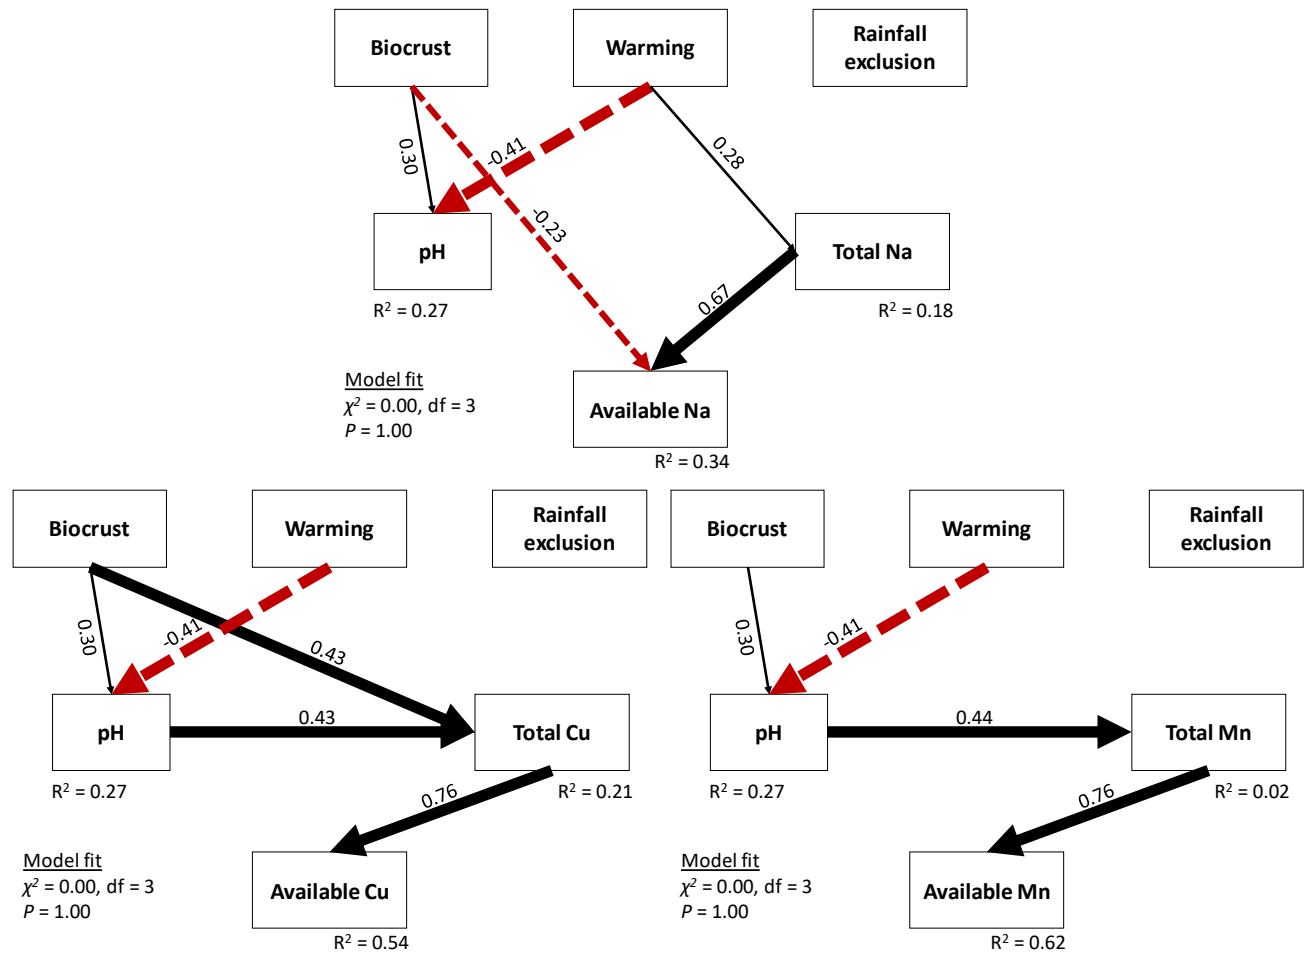 Biocrust
Warming
Rainfall
exclusion
0.30
-0.41
0.28
-0.23
pH
Total Na
R² = 0.27
0.67
R² = 0.18
Model fit
χ² = 0.00, df = 3
P = 1.00
Available Na
R² = 0.34
Biocrust
Warming
Rainfall
exclusion
0.30
-0.41
0.43
pH
0.43
Total Cu
R² = 0.27
0.76
R² = 0.21
Model fit
χ² = 0.00, df = 3
P = 1.00
Available Cu
R² = 0.54
Biocrust
Warming
Rainfall
exclusion
0.30
-0.41
pH
0.44
Total Mn
R² = 0.27
0.76
R² = 0.02
Model fit
χ² = 0.00, df = 3
P = 1.00
Available Mn
R² = 0.62